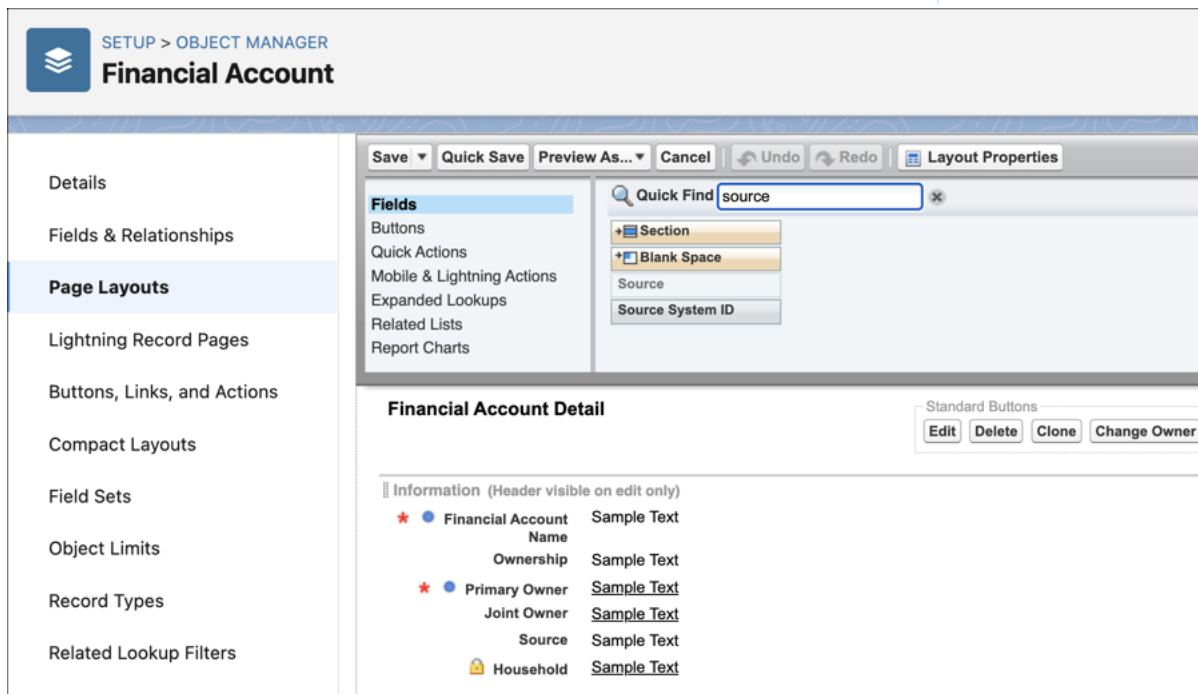 SETUP > OBJECT MANAGER
Financial Account
Details
Fields & Relationships
Page Layouts
Lightning Record Pages
Buttons, Links, and Actions
Compact Layouts
Field Sets
Object Limits
Record Types
Related Lookup Filters
Save Quick Save Preview As... Cancel Undo Redo Layout Properties
Fields
Buttons
Quick Actions
Mobile & Lightning Actions
Expanded Lookups
Related Lists
Report Charts
Quick Find source
Section
Blank Space
Source
Source System ID
Financial Account Detail
Standard Buttons
Edit Delete Clone Change Owner
Information (Header visible on edit only)
* Financial Account Sample Text
Name
Ownership Sample Text
* Primary Owner Sample Text
Joint Owner Sample Text
Source Sample Text
Household Sample Text